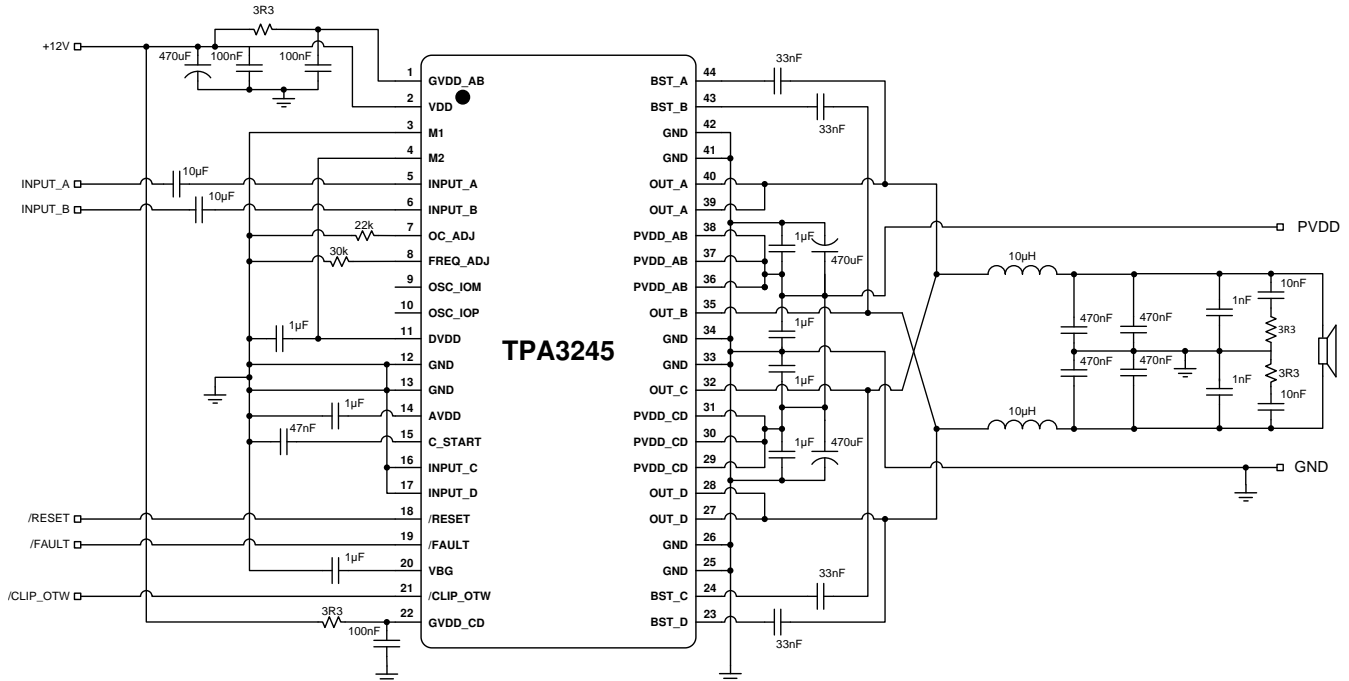 3R3
+12V
470uF
100nF
100nF
1 GVDD_AB
2 VDD
3 M1
4 M2
INPUT_A
10µF
5 INPUT_A
INPUT_B
10µF
6 INPUT_B
22k
7 OC_ADJ
30k
8 FREQ_ADJ
9 OSC_IOM
10 OSC_IOP
1µF
11 DVDD
12 GND
13 GND
1µF
14 AVDD
47nF
15 C_START
16 INPUT_C
17 INPUT_D
/RESET
18 /RESET
/FAULT
19 /FAULT
1µF
20 VBG
/CLIP_OTW
21 /CLIP_OTW
3R3
100nF
22 GVDD_CD
TPA3245
33nF
BST_A 44
BST_B 43
33nF
GND 42
GND 41
OUT_A 40
OUT_A 39
PVDD_AB 38
PVDD_AB 37
PVDD_AB 36
OUT_B 35
GND 34
GND 33
OUT_C 32
PVDD_CD 31
PVDD_CD 30
PVDD_CD 29
OUT_D 28
OUT_D 27
GND 26
GND 25
BST_C 24
33nF
BST_D 23
33nF
1µF
470uF
1µF
1µF
1µF
470uF
PVDD
10µH
10nF
1nF
470nF
470nF
3R3
470nF
470nF
3R3
1nF
10nF
10µH
GND